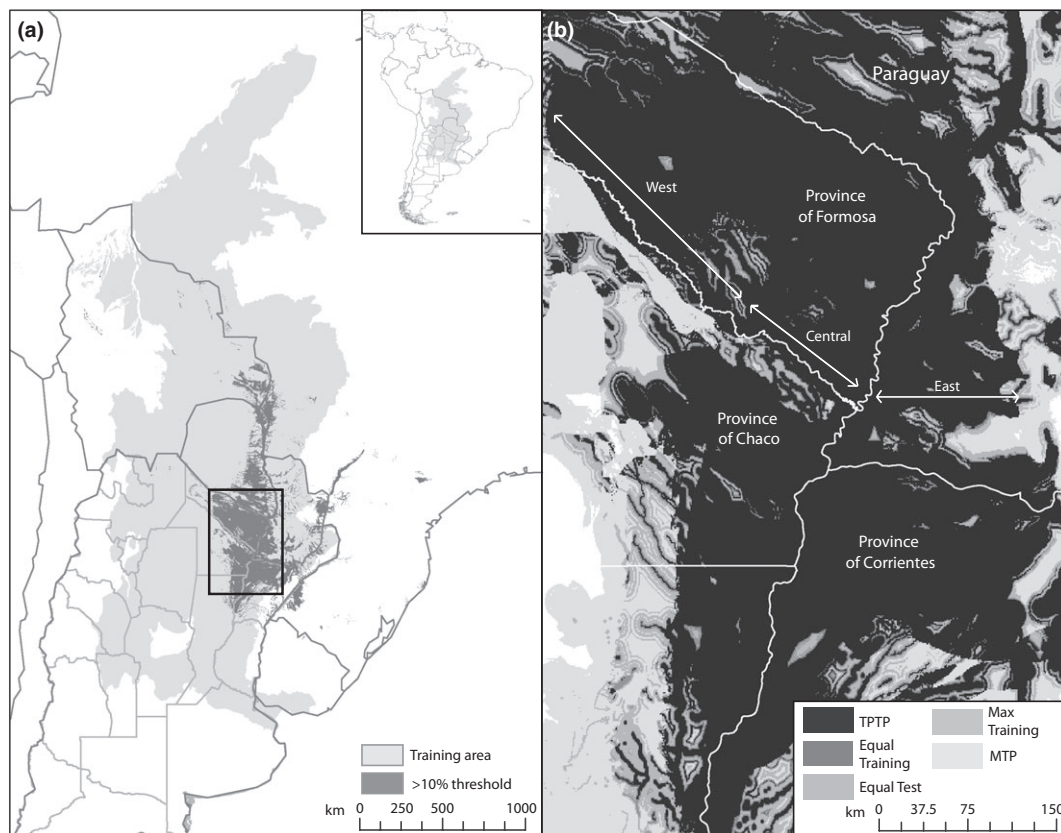 (a)
Training area
>10% threshold
km 0 250 500 1000
(b)
Paraguay
West
Province
of Formosa
Central
East
Province
of Chaco
Province
of Corrientes
TPTP
Equal
Training
Equal Test
Max
Training
MTP
km 0 37.5 75 150